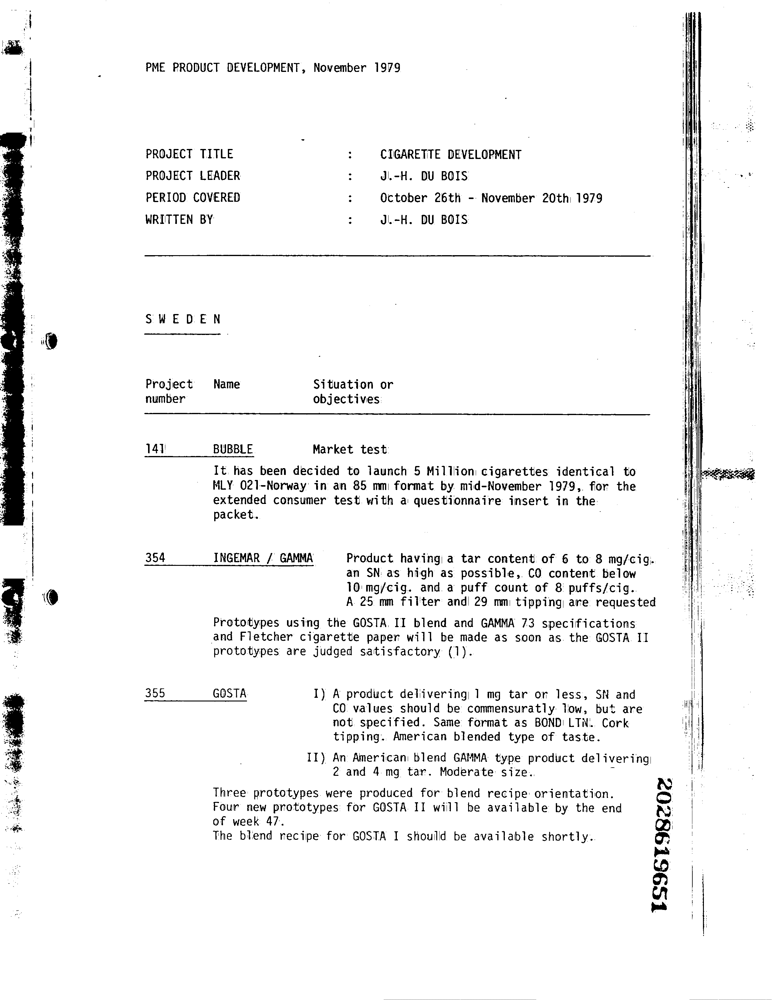 PME PRODUCT DEVELOPMENT, November 1979
PROJECT TITLE : CIGARETTE DEVELOPMENT
PROJECT LEADER : J.-H. DU BOIS
PERIOD COVERED : October 26th - November 20th 1979
WRITTEN BY : J.-H. DU BOIS
S W E D E N
Project Name Situation or
number objectives
141 BUBBLE Market test
It has been decided to launch 5 Million cigarettes identical to
MLY 021-Norway in an 85 mm format by mid-November 1979, for the
extended consumer test with a questionnaire insert in the
packet.
354 INGEMAR / GAMMA Product having a tar content of 6 to 8 mg/cig.
an SN as high as possible, CO content below
10 mg/cig. and a puff count of 8 puffs/cig.
A 25 mm filter and 29 mm tipping are requested
Prototypes using the GOSTA II blend and GAMMA 73 specifications
and Fletcher cigarette paper will be made as soon as the GOSTA II
prototypes are judged satisfactory (1).
355 GOSTA I) A product delivering 1 mg tar or less, SN and
CO values should be commensuratly low, but are
not specified. Same format as BOND LTN. Cork
tipping. American blended type of taste.
II) An American blend GAMMA type product delivering
2 and 4 mg tar. Moderate size.
Three prototypes were produced for blend recipe orientation.
Four new prototypes for GOSTA II will be available by the end
of week 47.
The blend recipe for GOSTA I should be available shortly.
2028619651